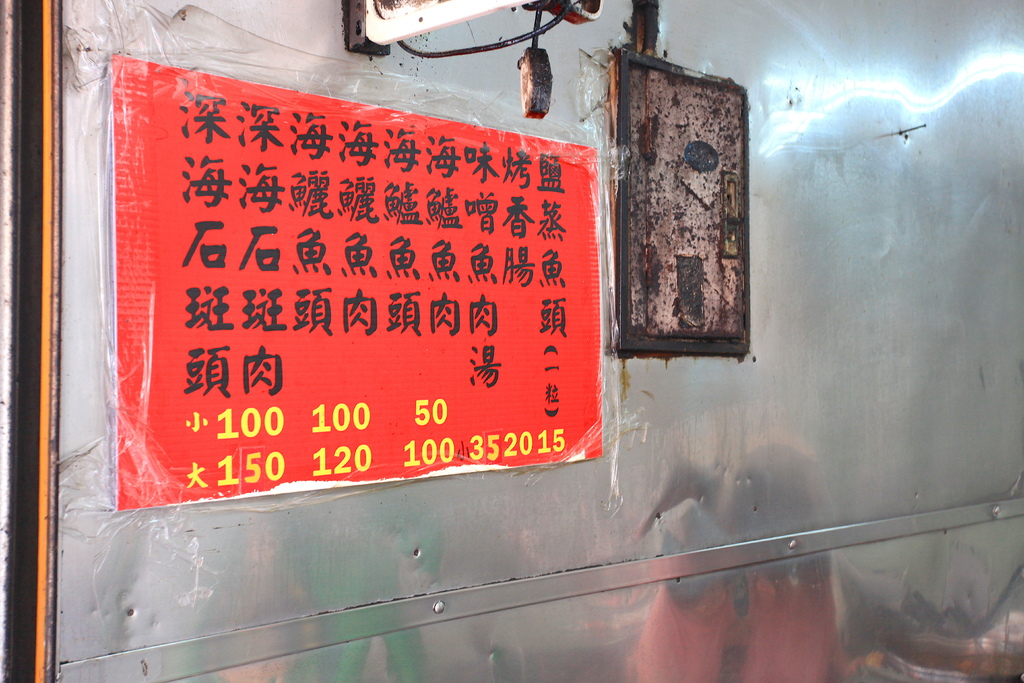 鹽蒸魚頭(一粒)
烤香腸
味噌魚肉湯
海鱸魚肉
海鱸魚頭
海鱺魚肉
海鱺魚頭
深海石斑肉
深海石斑頭
小 100 100 50
大 150 120 100 小 35 20 15